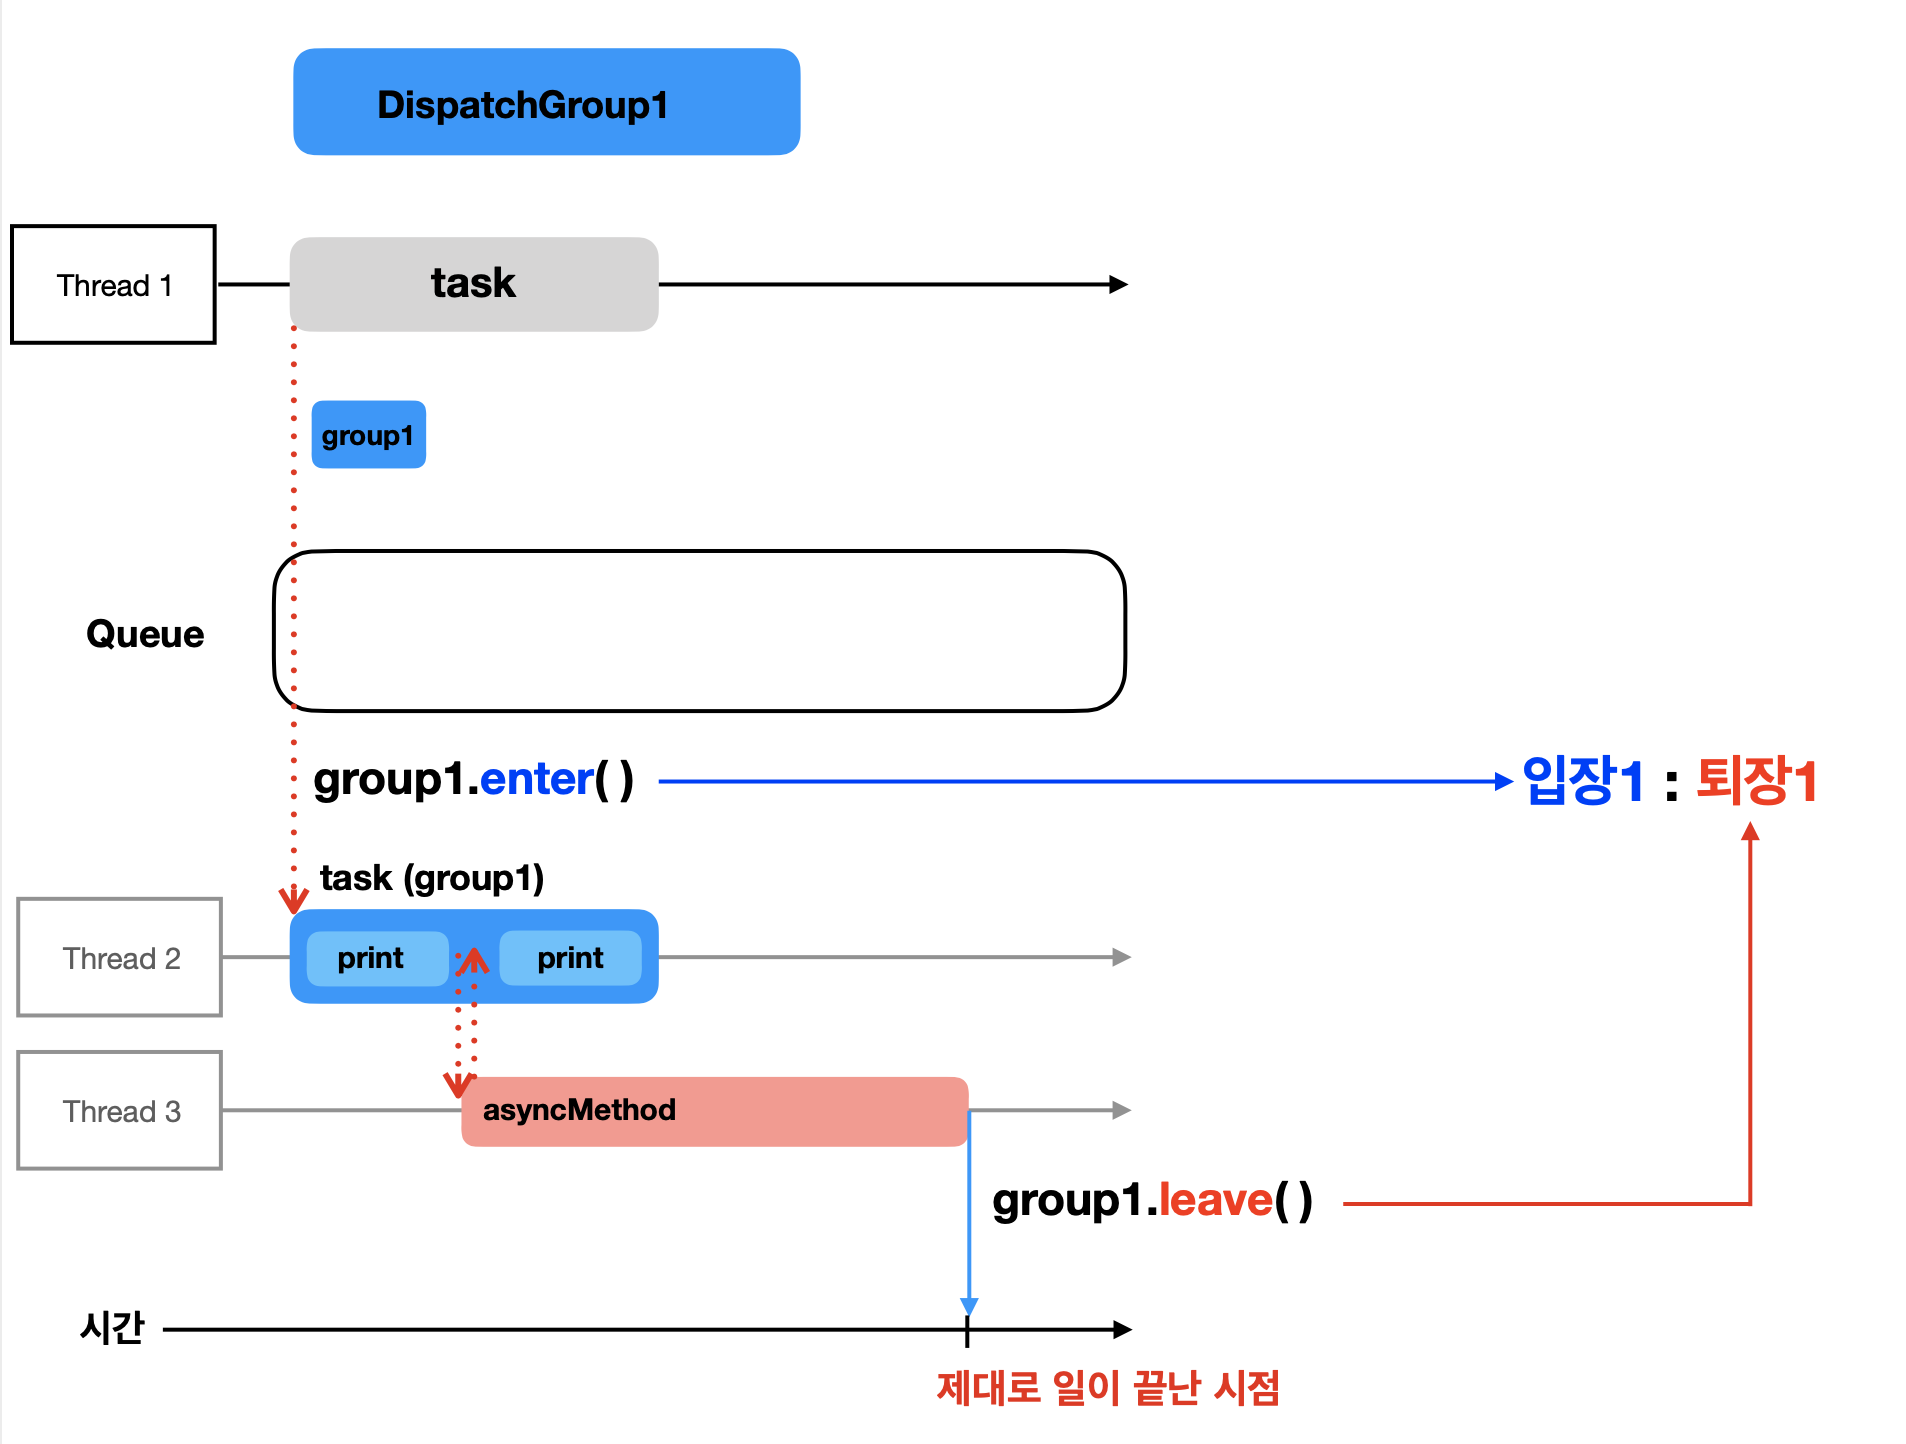 DispatchGroup1
Thread 1
task
group1
Queue
group1.enter( )
입장1 : 퇴장1
task (group1)
Thread 2
print
print
Thread 3
asyncMethod
group1.leave( )
시간
제대로 일이 끝난 시점